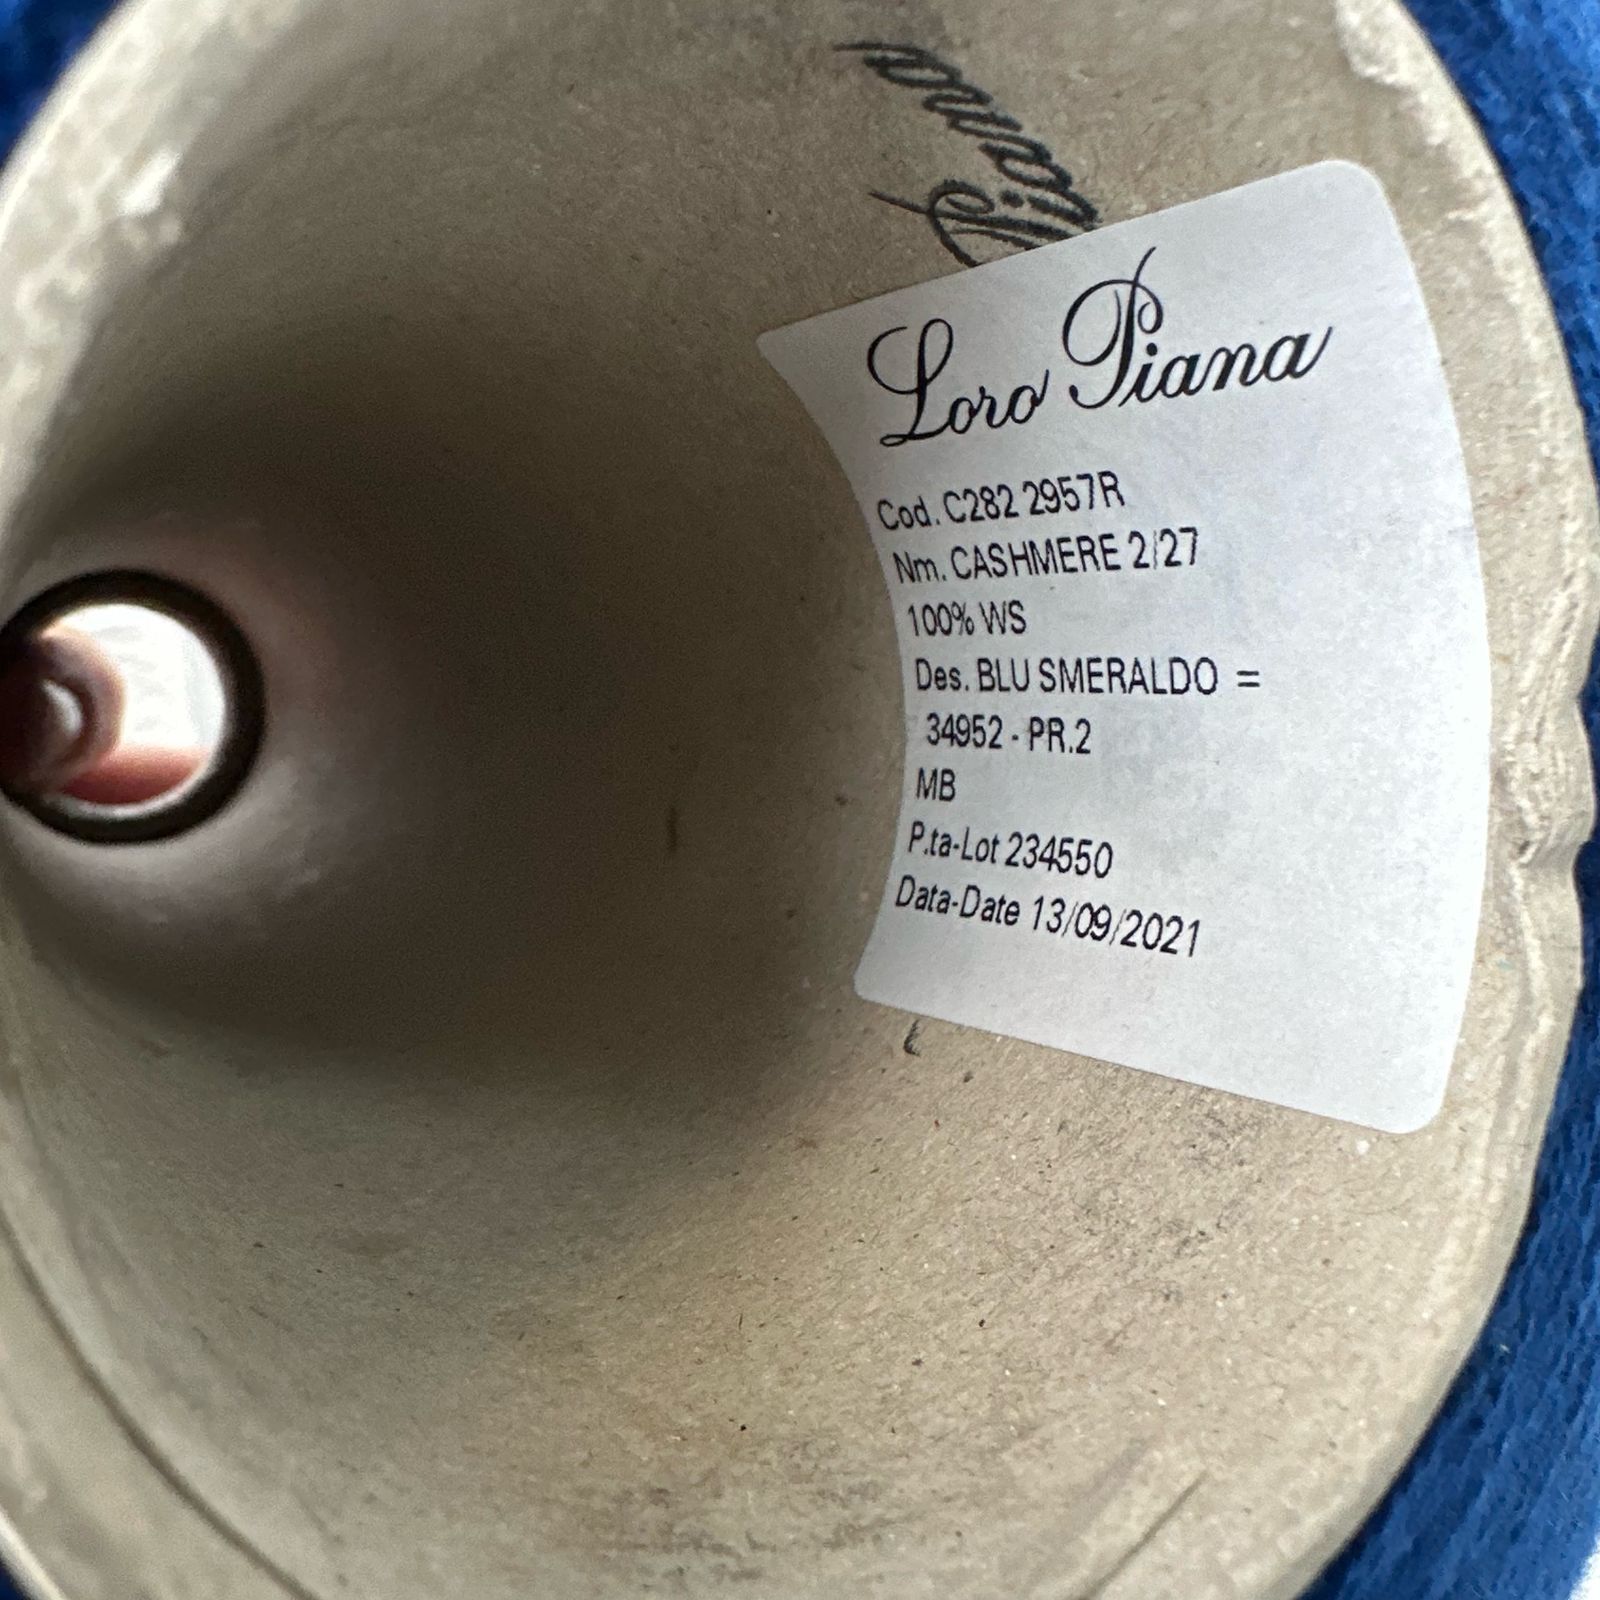 Piana
Loro Piana
Cod. C282 2957R
Nm. CASHMERE 2/27
100% WS
Des. BLU SMERALDO =
34952 - PR.2
MB
P.ta-Lot 234550
Data-Date 13/09/2021